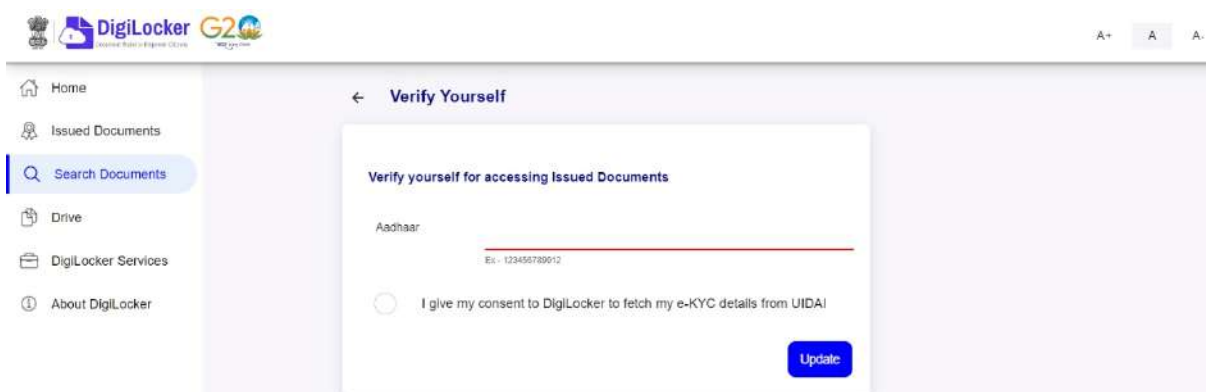 DigiLocker
G20
A+ A A-
Home
Issued Documents
Search Documents
Drive
DigiLocker Services
About DigiLocker
← Verify Yourself
Verify yourself for accessing Issued Documents
Aadhaar
Ex - 123456789012
I give my consent to DigiLocker to fetch my e-KYC details from UIDAI
Update